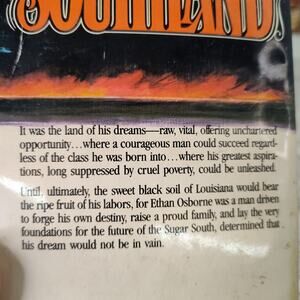 SOUTHLAND
It was the land of his dreams—raw, vital, offering unchartered
opportunity…where a courageous man could succeed regard-
less of the class he was born into…where his greatest aspira-
tions, long suppressed by cruel poverty, could be unleashed.
Until, ultimately, the sweet black soil of Louisiana would bear
the ripe fruit of his labors, for Ethan Osborne was a man driven
to forge his own destiny, raise a proud family, and lay the very
foundations for the future of the Sugar South, determined that
his dream would not be in vain.